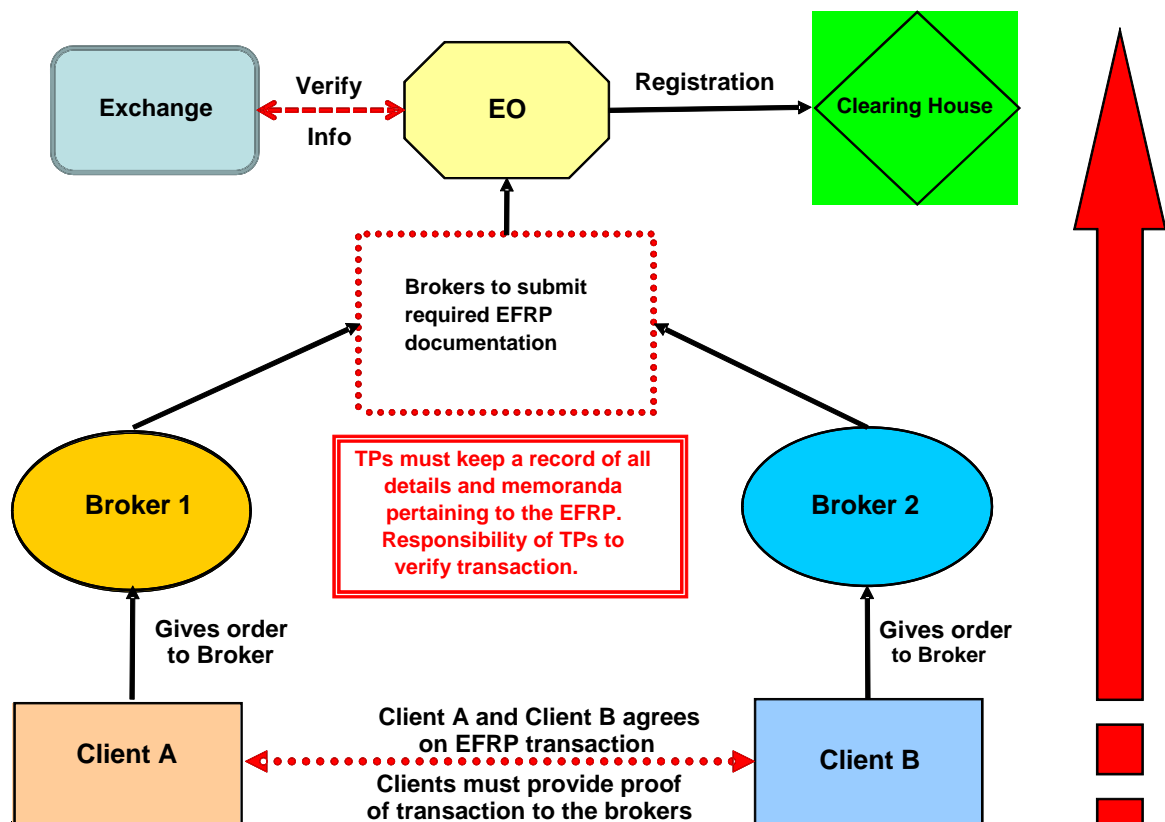 Exchange
Verify
Info
EO
Registration
Clearing House
Brokers to submit
required EFRP
documentation
Broker 1
TPs must keep a record of all
details and memoranda
pertaining to the EFRP.
Responsibility of TPs to
verify transaction.
Broker 2
Gives order
to Broker
Gives order
to Broker
Client A
Client A and Client B agrees
on EFRP transaction
Clients must provide proof
of transaction to the brokers
Client B